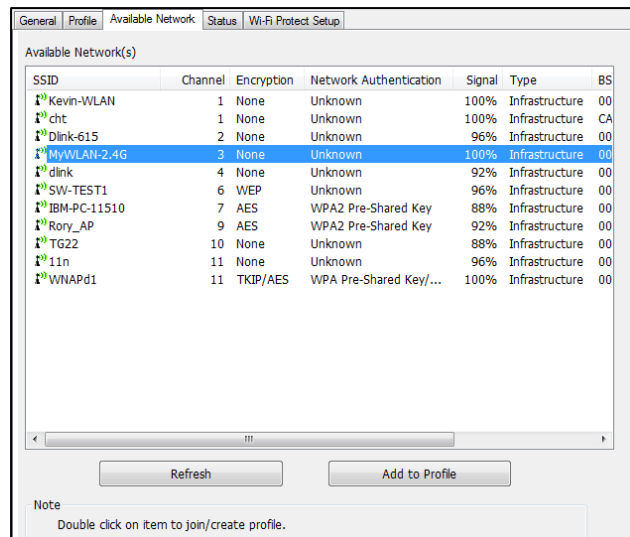 General Profile Available Network Status Wi-Fi Protect Setup
Available Network(s)
SSID Channel Encryption Network Authentication Signal Type BS
Kevin-WLAN 1 None Unknown 100% Infrastructure 00
cht 1 None Unknown 100% Infrastructure CA
Dlink-615 2 None Unknown 96% Infrastructure 00
MyWLAN-2.4G 3 None Unknown 100% Infrastructure 00
dlink 4 None Unknown 92% Infrastructure 00
SW-TEST1 6 WEP Unknown 96% Infrastructure 00
IBM-PC-11510 7 AES WPA2 Pre-Shared Key 88% Infrastructure 00
Rory_AP 9 AES WPA2 Pre-Shared Key 92% Infrastructure 00
TG22 10 None Unknown 88% Infrastructure 00
11n 11 None Unknown 96% Infrastructure 00
WNAPd1 11 TKIP/AES WPA Pre-Shared Key/... 100% Infrastructure 00
Refresh Add to Profile
Note
Double click on item to join/create profile.